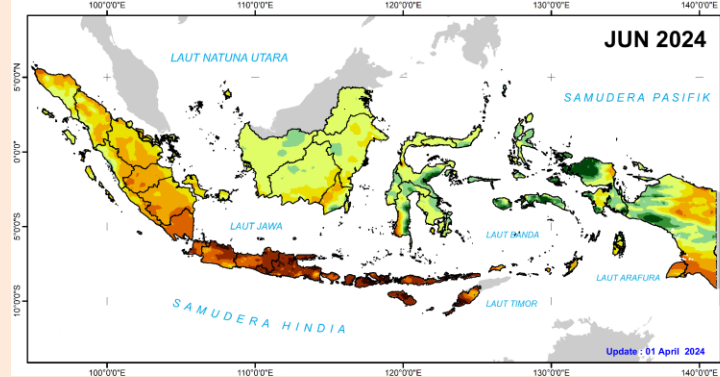 100°0'0"E 110°0'0"E 120°0'0"E 130°0'0"E 140°0'0"E
JUN 2024
LAUT NATUNA UTARA
5°0'0"N
SAMUDERA PASIFIK
0°0'0"
LAUT JAWA
LAUT BANDA
5°0'0"S
LAUT ARAFURA
10°0'0"S
SAMUDERA HINDIA
LAUT TIMOR
Update : 01 April 2024
100°0'0"E 110°0'0"E 120°0'0"E 130°0'0"E 140°0'0"E